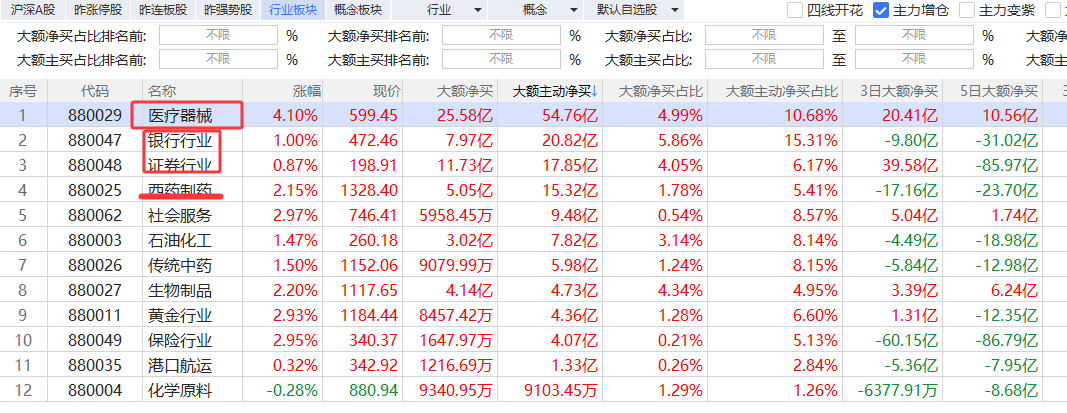 沪深A股 昨涨停股 昨连板股 昨强势股 行业板块 概念板块 行业 概念 默认自选股 四线开花 主力增仓 主力变紫
大额净买占比排名前: 不限 % 大额净买排名前: 不限 % 大额净买占比: 不限 至 不限 % 大额净
大额主买占比排名前: 不限 % 大额主买排名前: 不限 % 大额主买占比: 不限 至 不限 % 大额主
序号 代码 名称 涨幅 现价 大额净买 大额主动净买↓ 大额净买占比 大额主动净买占比 3日大额净买 5日大额净买 3
1 880029 医疗器械 4.10% 599.45 25.58亿 54.76亿 4.99% 10.68% 20.41亿 10.56亿
2 880047 银行行业 1.00% 472.46 7.97亿 20.82亿 5.86% 15.31% -9.80亿 -31.02亿
3 880048 证券行业 0.87% 198.91 11.73亿 17.85亿 4.05% 6.17% 39.58亿 -85.97亿
4 880025 西药制药 2.15% 1328.40 5.05亿 15.32亿 1.78% 5.41% -17.16亿 -23.70亿
5 880062 社会服务 2.97% 746.41 5958.45万 9.48亿 0.54% 8.57% 5.04亿 1.74亿
6 880003 石油化工 1.47% 260.18 3.02亿 7.82亿 3.14% 8.14% -4.49亿 -18.98亿
7 880026 传统中药 1.50% 1152.06 9079.99万 5.98亿 1.24% 8.15% -5.84亿 -12.98亿
8 880027 生物制品 2.20% 1117.65 4.14亿 4.73亿 4.34% 4.95% 3.39亿 6.24亿
9 880011 黄金行业 2.93% 1184.44 8457.42万 4.36亿 1.28% 6.60% 1.31亿 -12.35亿
10 880049 保险行业 2.95% 340.37 1647.97万 4.07亿 0.21% 5.13% -60.15亿 -86.79亿
11 880035 港口航运 0.32% 342.92 1216.69万 1.33亿 0.26% 2.84% -5.36亿 -7.95亿
12 880004 化学原料 -0.28% 880.94 9340.95万 9103.45万 1.29% 1.26% -6377.91万 -8.68亿